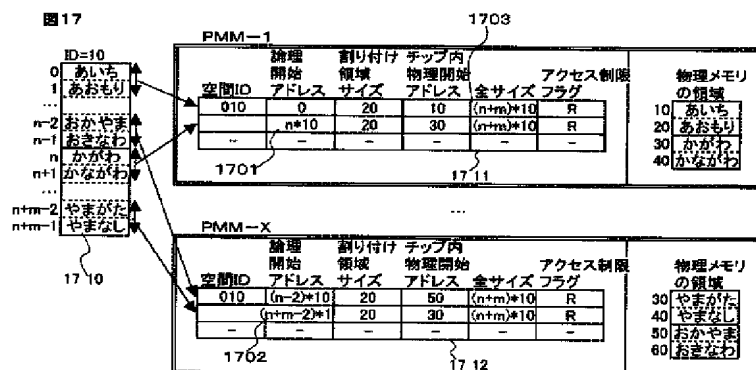 図17
ID=10
0 あいち
1 あおもり
...
n-2 おかやま
n-1 おきなわ
n かがわ
n+1 かながわ
...
n+m-2 やまがた
n+m-1 やまなし
17 10
PMM-1
1703
空間ID 論理開始アドレス 割り付け領域サイズ チップ内物理開始アドレス 全サイズ アクセス制限フラグ
010 0 20 10 (n+m)*10 R
n*10 20 30 (n+m)*10 R
- - - - - -
1701
17 11
物理メモリの領域
10 あいち
20 あおもり
30 かがわ
40 かながわ
...
PMM-X
空間ID 論理開始アドレス 割り付け領域サイズ チップ内物理開始アドレス 全サイズ アクセス制限フラグ
010 (n-2)*10 20 50 (n+m)*10 R
(n+m-2)*1 20 30 (n+m)*10 R
- - - - - -
1702
17 12
物理メモリの領域
30 やまがた
40 やまなし
50 おかやま
60 おきなわ